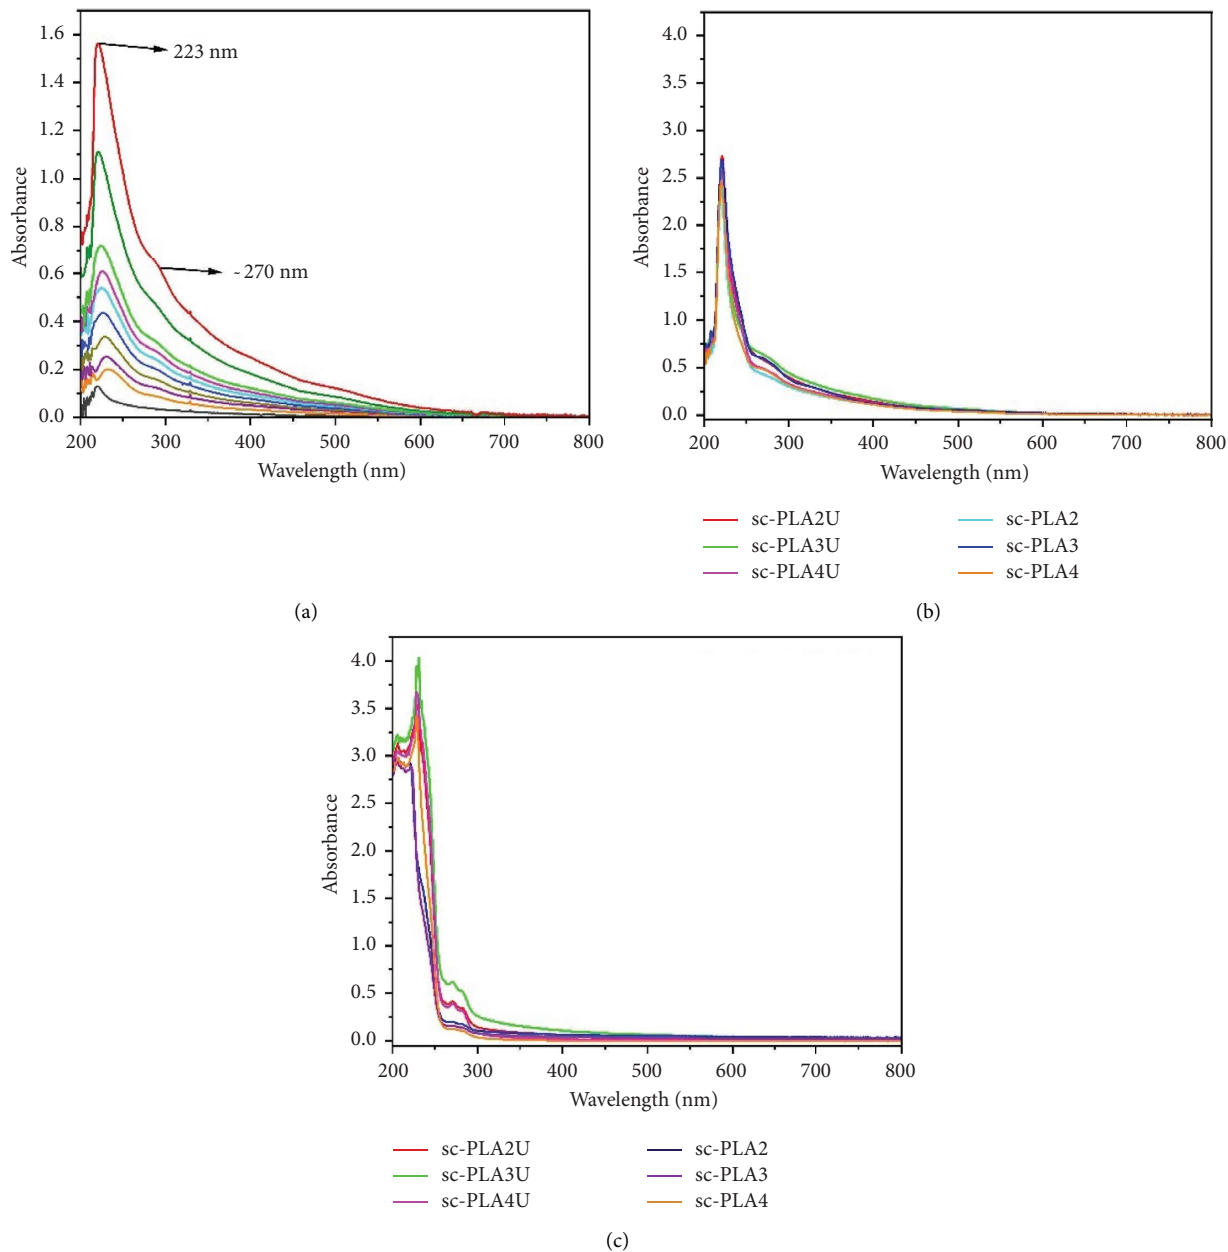 1.6
1.4
1.2
1.0
0.8
0.6
0.4
0.2
0.0
Absorbance
223 nm
~270 nm
200 300 400 500 600 700 800
Wavelength (nm)
(a)
4.0
3.5
3.0
2.5
2.0
1.5
1.0
0.5
0.0
Absorbance
200 300 400 500 600 700 800
Wavelength (nm)
sc-PLA2U sc-PLA2
sc-PLA3U sc-PLA3
sc-PLA4U sc-PLA4
(b)
4.0
3.5
3.0
2.5
2.0
1.5
1.0
0.5
0.0
Absorbance
200 300 400 500 600 700 800
Wavelength (nm)
sc-PLA2U sc-PLA2
sc-PLA3U sc-PLA3
sc-PLA4U sc-PLA4
(c)